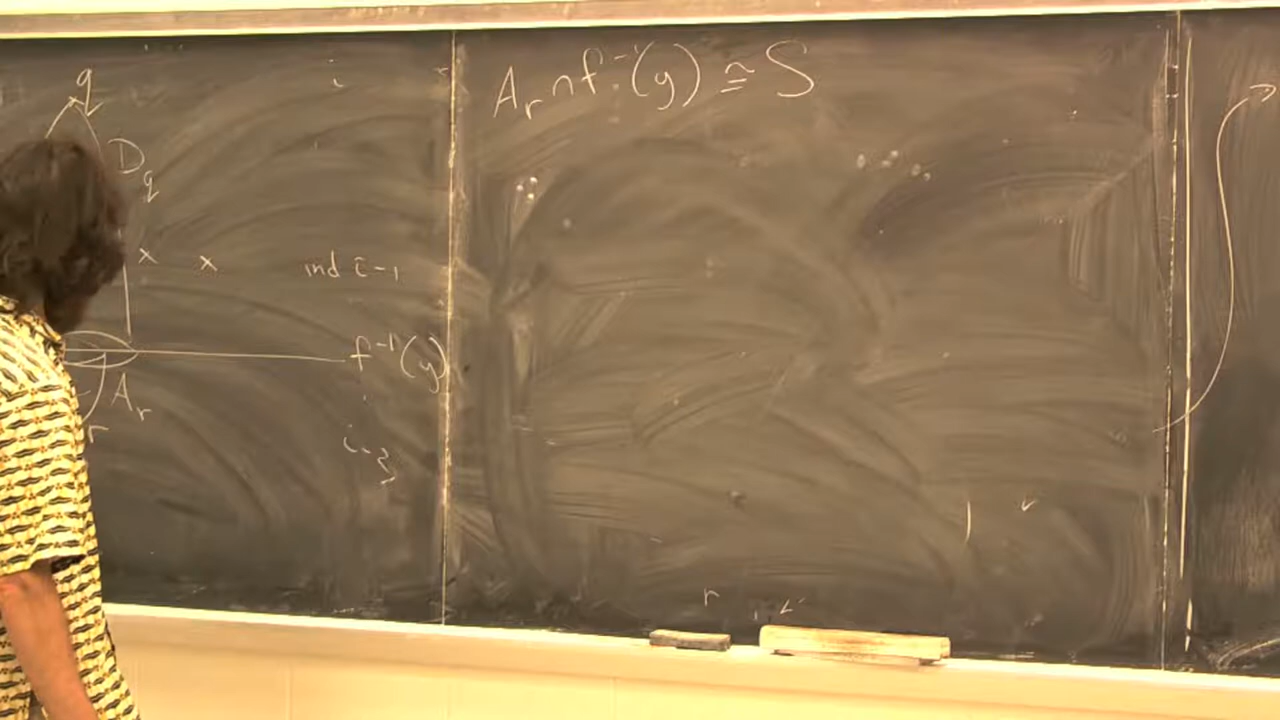 q
i
D_q
x x
ind i-1
f^{-1}(y)
A_r
r
A_r ∩ f^{-1}(y) ≅ S
r